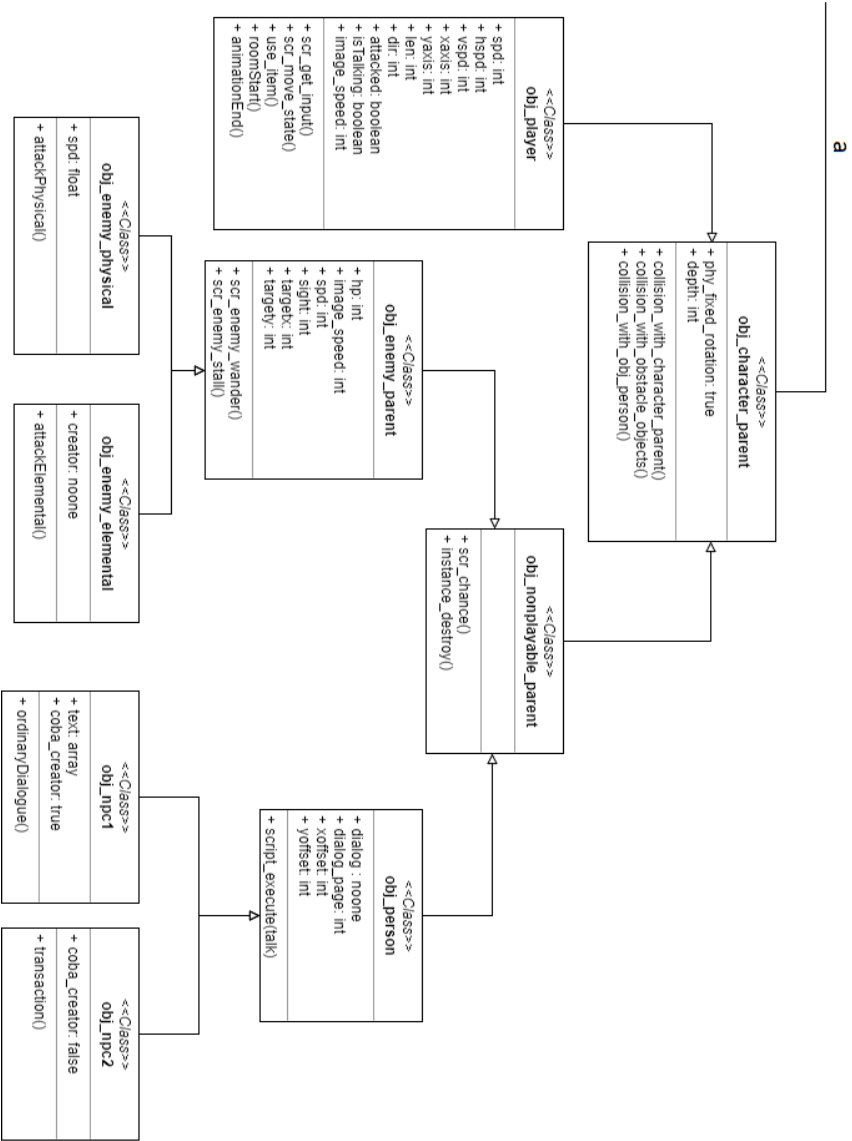 a
<<Class>>
obj_character_parent
+ phy_fixed_rotation: true
+ depth: int
+ collision_with_character_parent()
+ collision_with_obstacle_objects()
+ collision_with_obj_person()
<<Class>>
obj_player
+ spd: int
+ hspd: int
+ vspd: int
+ xaxis: int
+ yaxis: int
+ len: int
+ dir: int
+ attacked: boolean
+ isTalking: boolean
+ image_speed: int
+ scr_get_input()
+ scr_move_state()
+ use_item()
+ roomStart()
+ animationEnd()
<<Class>>
obj_nonplayable_parent
+ scr_chance()
+ instance_destroy()
<<Class>>
obj_enemy_parent
+ hp: int
+ image_speed: int
+ spd: int
+ sight: int
+ targetx: int
+ targety: int
+ scr_enemy_wander()
+ scr_enemy_stall()
<<Class>>
obj_person
+ dialog : noone
+ dialog_page: int
+ xoffset: int
+ yoffset: int
+ script_execute(talk)
<<Class>>
obj_enemy_physical
+ spd: float
+ attackPhysical()
<<Class>>
obj_enemy_elemental
+ creator: noone
+ attackElemental()
<<Class>>
obj_npc1
+ text: array
+ coba_creator: true
+ ordinaryDialogue()
<<Class>>
obj_npc2
+ coba_creator: false
+ transaction()